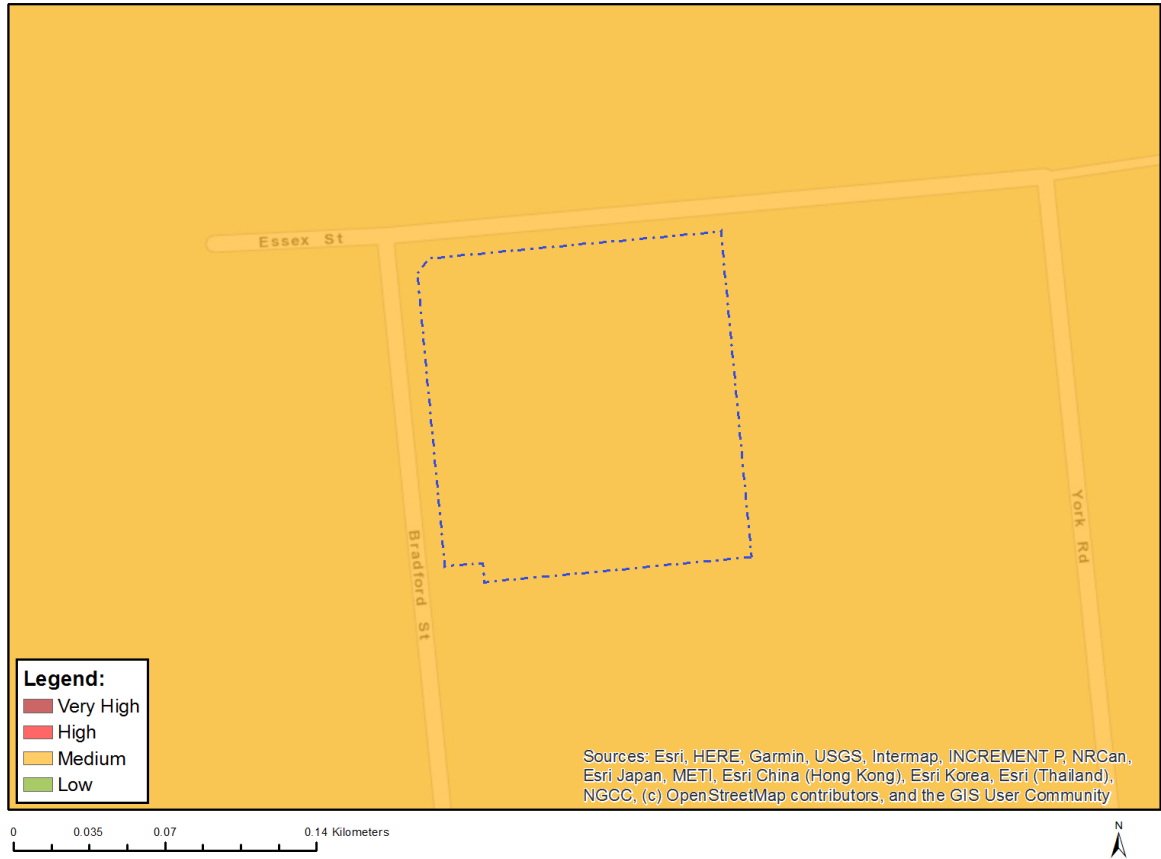 Essex St
Bradford St
York Rd
Legend:
Very High
High
Medium
Low
Sources: Esri, HERE, Garmin, USGS, Intermap, INCREMENT P, NRCan,
Esri Japan, METI, Esri China (Hong Kong), Esri Korea, Esri (Thailand),
NGCC, (c) OpenStreetMap contributors, and the GIS User Community
0 0.035 0.07 0.14 Kilometers
N